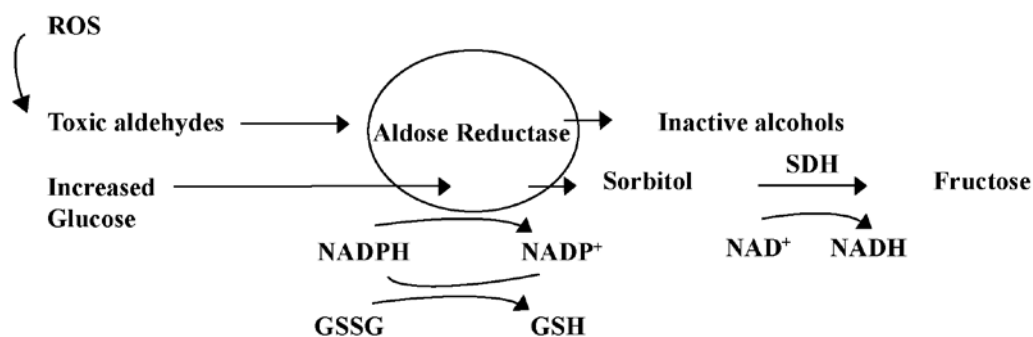 ROS
Toxic aldehydes
Aldose Reductase
Inactive alcohols
Increased
Glucose
Sorbitol
SDH
Fructose
NADPH
NADP⁺
NAD⁺
NADH
GSSG
GSH